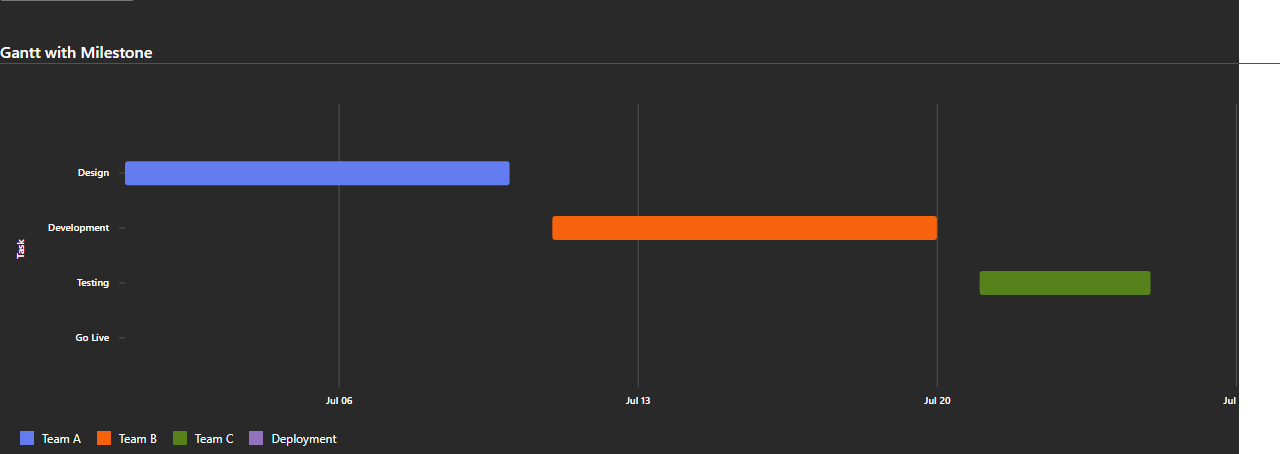 Gantt with Milestone
Task
Design
Development
Testing
Go Live
Jul 06
Jul 13
Jul 20
Jul
Team A
Team B
Team C
Deployment